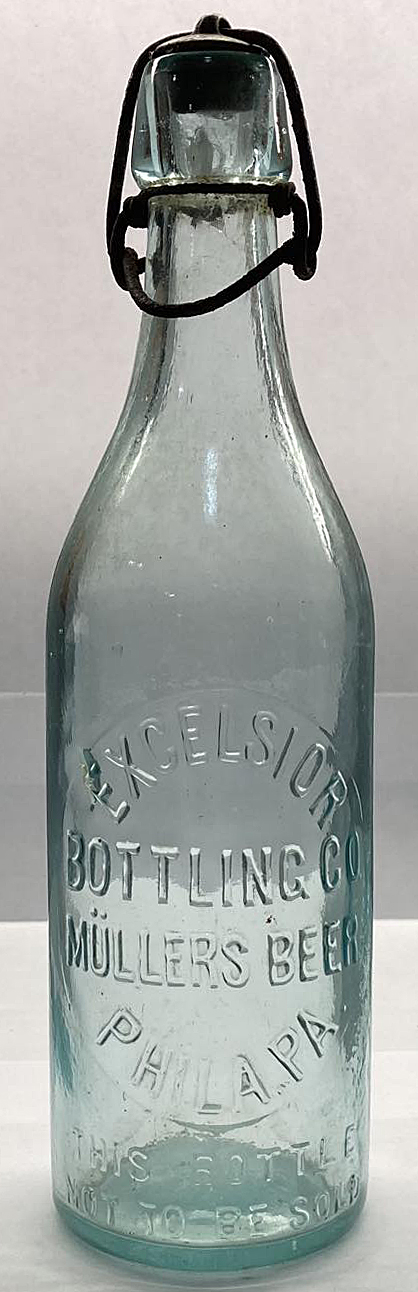 EXCELSIOR
BOTTLING CO
MÜLLERS BEER
PHILA.PA
THIS BOTTLE
NOT TO BE SOLD